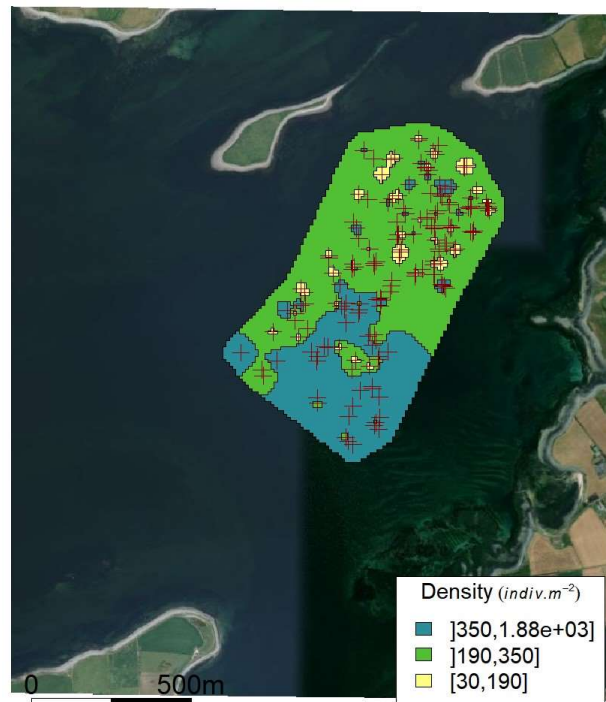 Density (indiv.m⁻²)
]350,1.88e+03]
]190,350]
[30,190]
0 500m